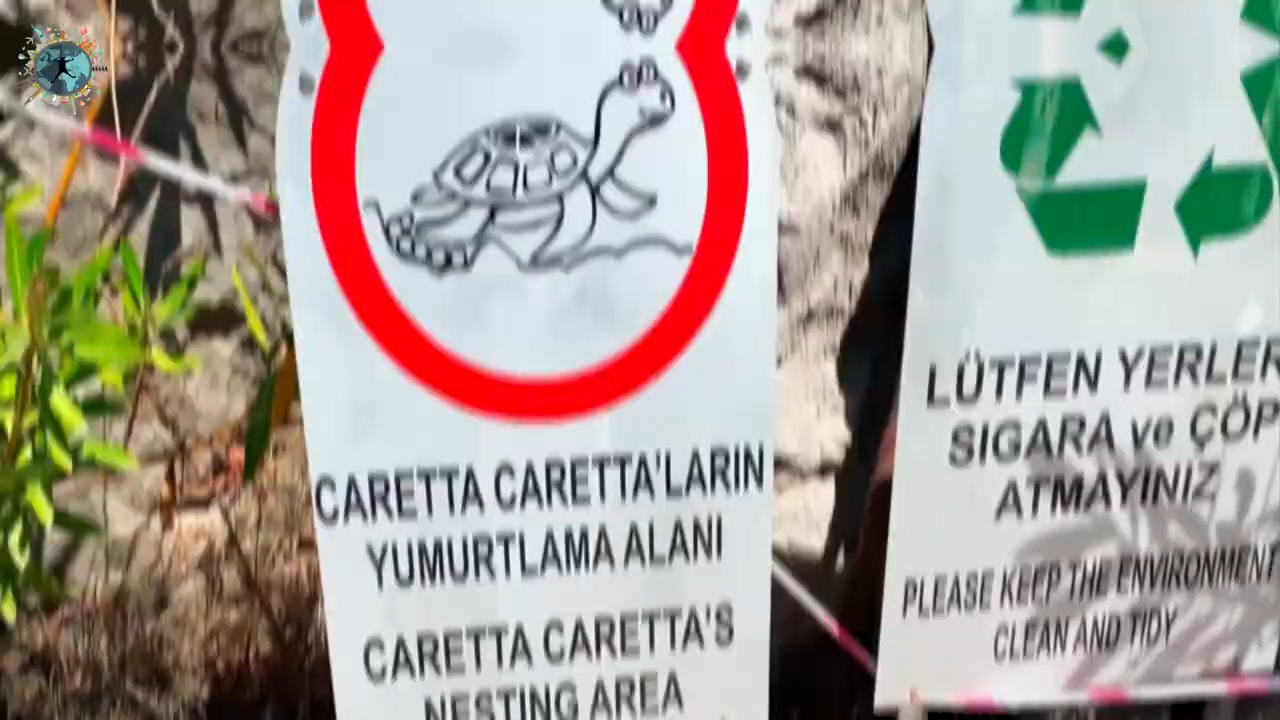 CARETTA CARETTA'LARIN
YUMURTLAMA ALANI
CARETTA CARETTA'S
NESTING AREA
LÜTFEN YERLER
SIGARA ve ÇÖP
ATMAYINIZ
PLEASE KEEP THE ENVIRONMENT
CLEAN AND TIDY